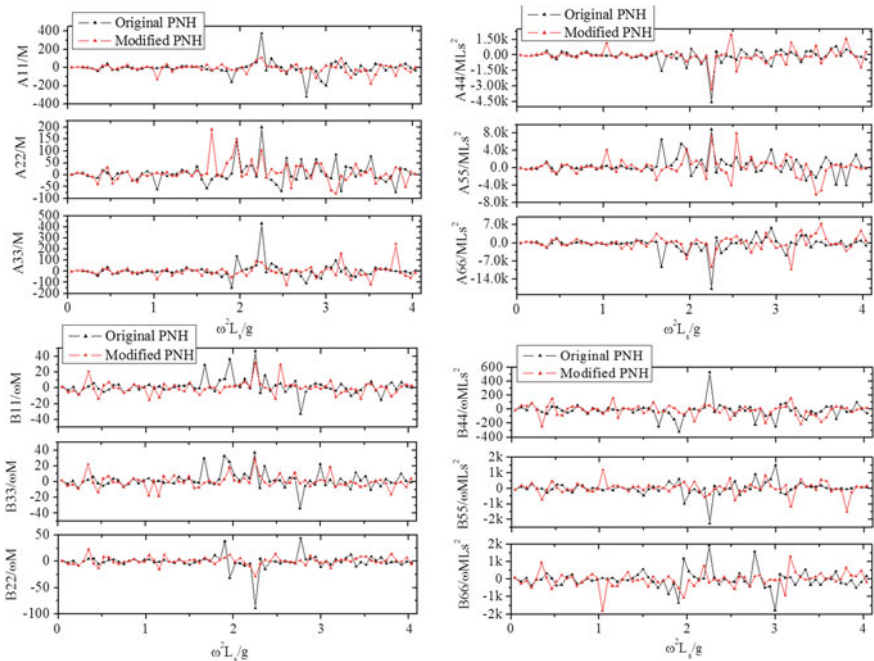 Original PNH
Modified PNH
A11/M
400
200
0
-200
-400
A22/M
200
150
100
50
0
-50
-100
A33/M
500
400
300
200
100
0
-100
-200
0 1 2 3 4
ω²Lₛ/g
Original PNH
Modified PNH
A44/MLs²
1.50k
0.00
-1.50k
-3.00k
-4.50k
A55/MLs²
8.0k
4.0k
0.0
-4.0k
-8.0k
A66/MLs²
7.0k
0.0
-7.0k
-14.0k
0 1 2 3 4
ω²Lₛ/g
Original PNH
Modified PNH
B11/ωM
40
20
0
-20
-40
B33/ωM
40
20
0
-20
-40
B22/ωM
50
0
-50
-100
0 1 2 3 4
ω²Lₛ/g
Original PNH
Modified PNH
B44/ωMLs²
600
400
200
0
-200
-400
B55/ωMLs²
2k
1k
0
-1k
-2k
B66/ωMLs²
2k
1k
0
-1k
-2k
0 1 2 3 4
ω²Lₛ/g